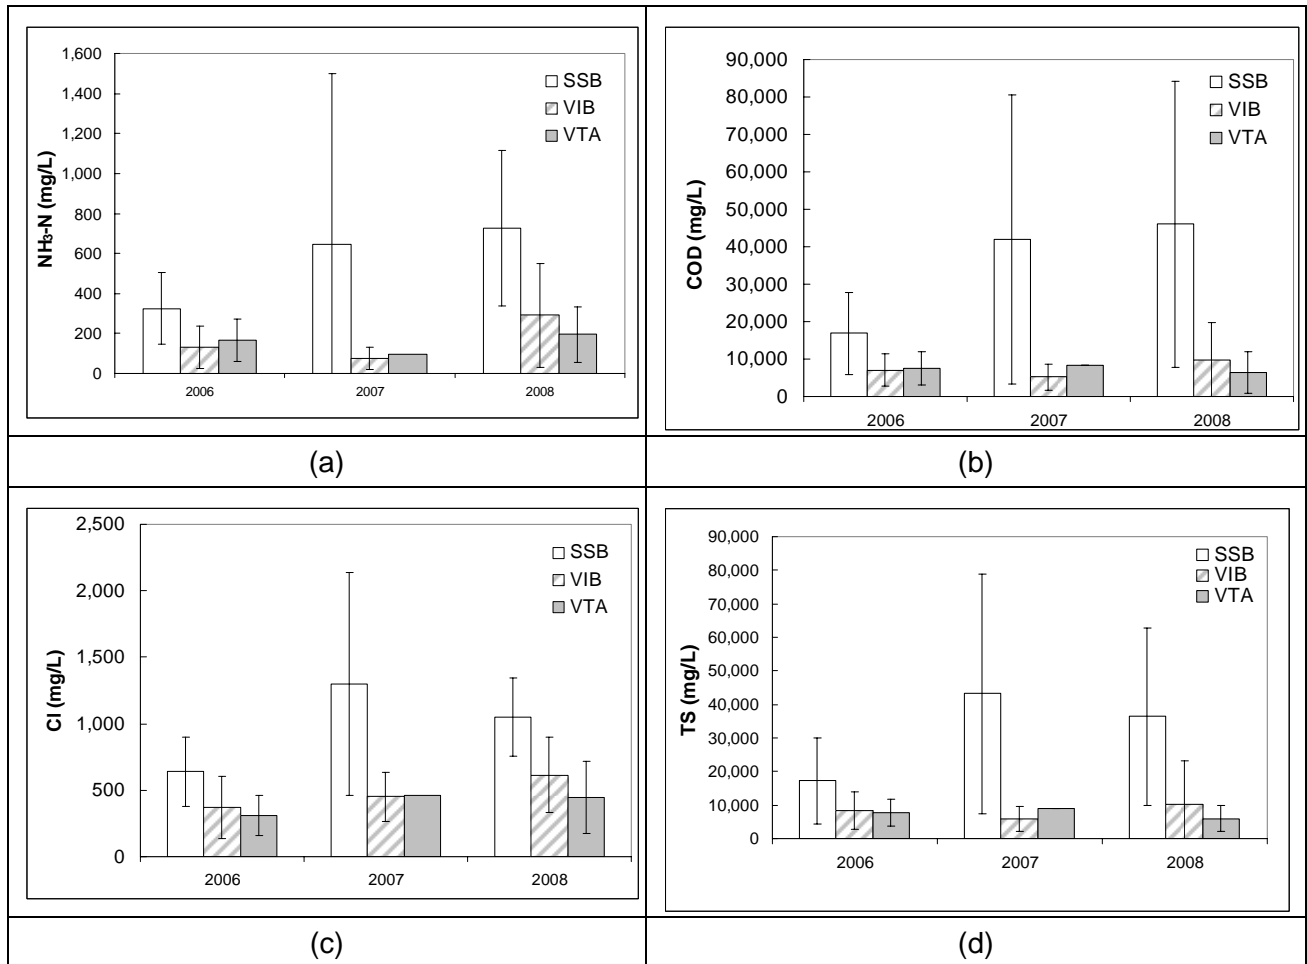 1,600
1,400
1,200
1,000
800
600
400
200
0
NH₃-N (mg/L)
SSB
VIB
VTA
2006
2007
2008
(a)
90,000
80,000
70,000
60,000
50,000
40,000
30,000
20,000
10,000
0
COD (mg/L)
SSB
VIB
VTA
2006
2007
2008
(b)
2,500
2,000
1,500
1,000
500
0
Cl (mg/L)
SSB
VIB
VTA
2006
2007
2008
(c)
90,000
80,000
70,000
60,000
50,000
40,000
30,000
20,000
10,000
0
TS (mg/L)
SSB
VIB
VTA
2006
2007
2008
(d)